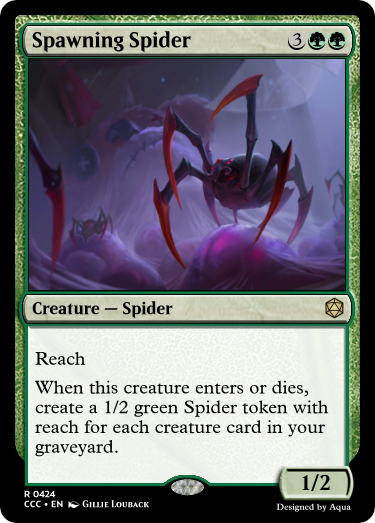 Spawning Spider 3
Creature — Spider
Reach
When this creature enters or dies,
create a 1/2 green Spider token with
reach for each creature card in your
graveyard.
1/2
R 0424
CCC • EN Gillie Louback
Designed by Aqua